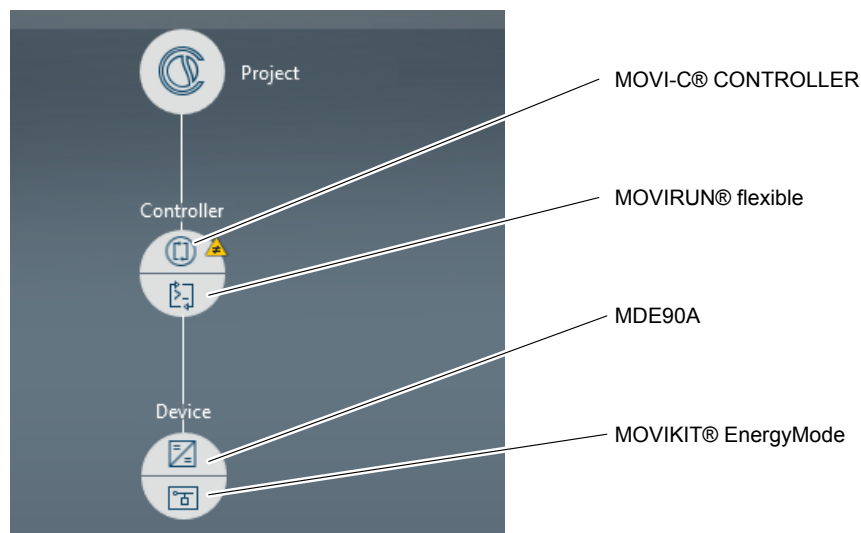 Project
MOVI-C® CONTROLLER
Controller
MOVIRUN® flexible
MDE90A
Device
MOVIKIT® EnergyMode